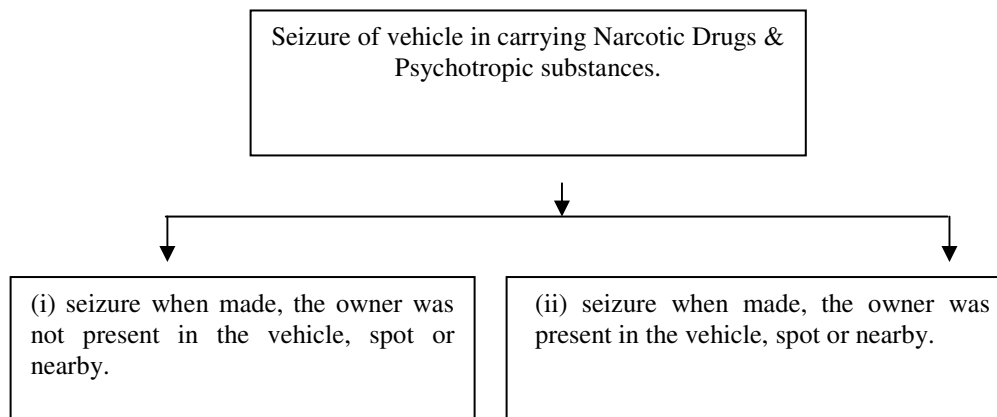 Seizure of vehicle in carrying Narcotic Drugs &
Psychotropic substances.
(i) seizure when made, the owner was
not present in the vehicle, spot or
nearby.
(ii) seizure when made, the owner was
present in the vehicle, spot or nearby.